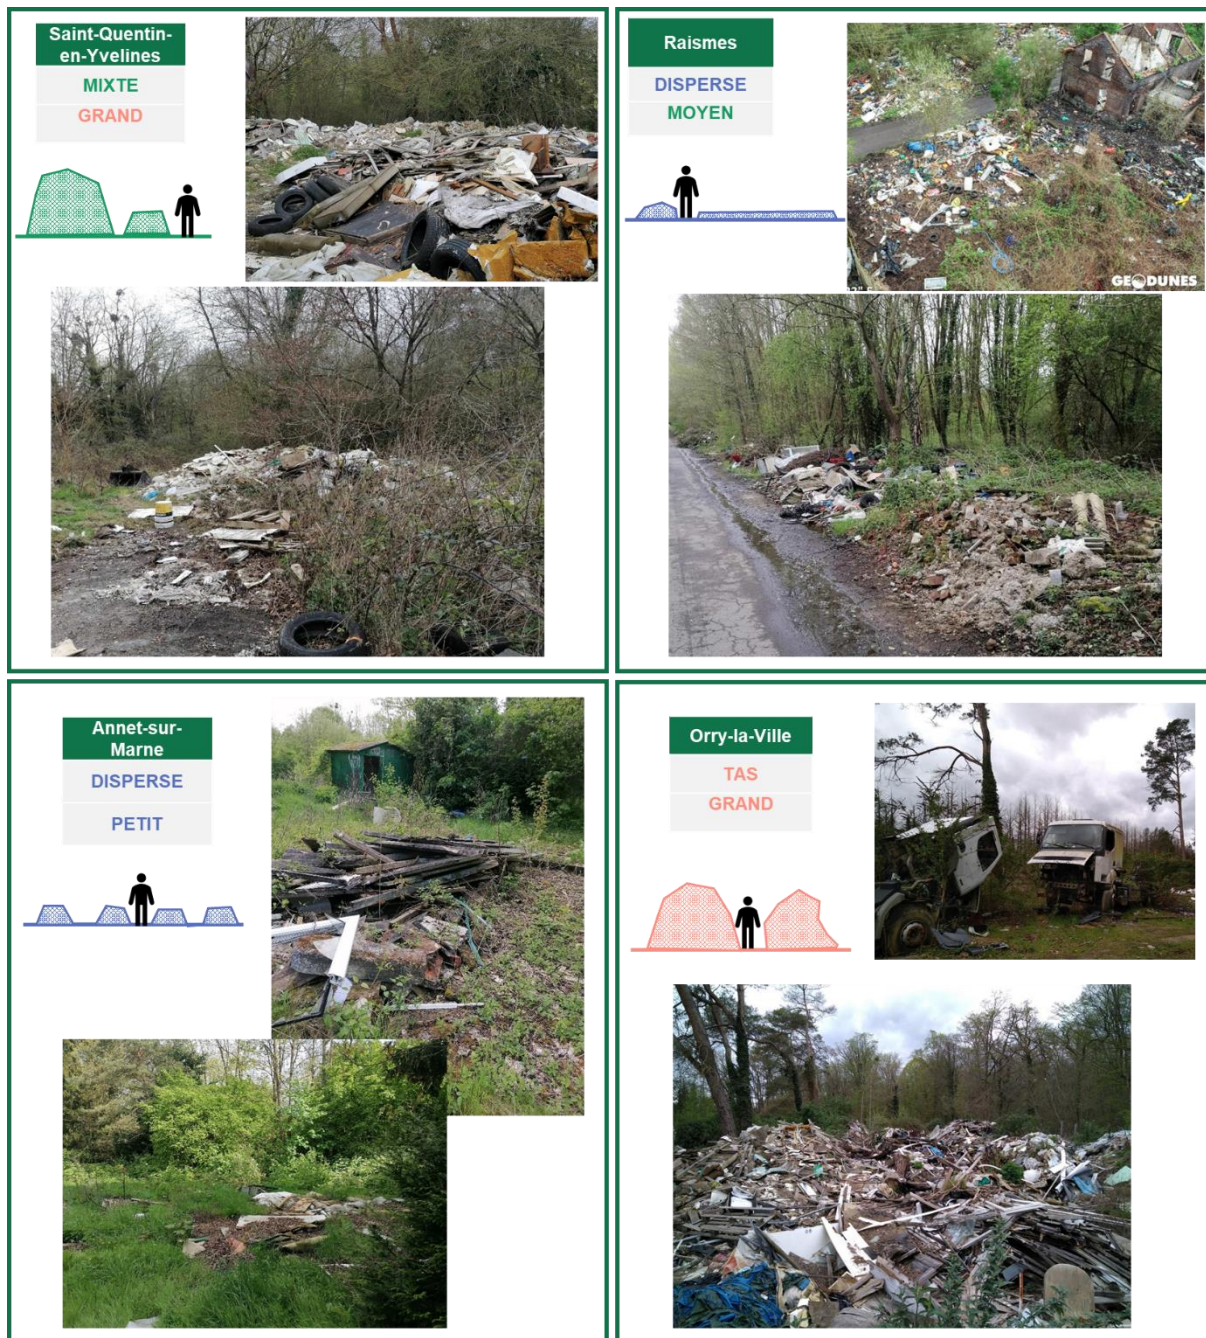 Saint-Quentin-
en-Yvelines
MIXTE
GRAND
Raismes
DISPERSE
MOYEN
GEODUNES
Annet-sur-
Marne
DISPERSE
PETIT
Orry-la-Ville
TAS
GRAND